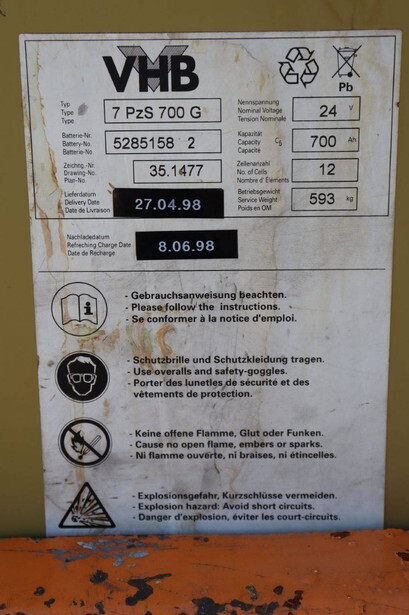 VHB
Pb
Typ
Type
Type
7 PzS 700 G
Nennspannung
Nominal Voltage
Tension Nominale
24 V
Batterie-Nr.
Battery-No.
Batterie-No
5285158 2
Kapazität
Capacity C5
Capacité
700 Ah
Zeichng.-Nr.
Drawing-No.
Plan-No
35.1477
Zellenanzahl
No. of Cells
Nombre d' Elements
12
Lieferdatum
Delivery Date
Date de Livraison
27.04.98
Betriebsgewicht
Service Weight
Poids en OM
593 kg
Nachladedatum
Refreching Charge Date
Date de Recharge
8.06.98
- Gebrauchsanweisung beachten.
- Please follow the instructions.
- Se conformer à la notice d'emploi.
- Schutzbrille und Schutzkleidung tragen.
- Use overalls and safety-goggles.
- Porter des lunetles de sécurité et des
vêtements de protection.
- Keine offene Flamme, Glut oder Funken.
- Cause no open flame, embers or sparks.
- Ni flamme ouverte, ni braises, ni étincelles.
- Explosionsgefahr, Kurzschlüsse vermeiden.
- Explosion hazard: Avoid short circuits.
- Danger d'explosion, éviter les court-circuits.